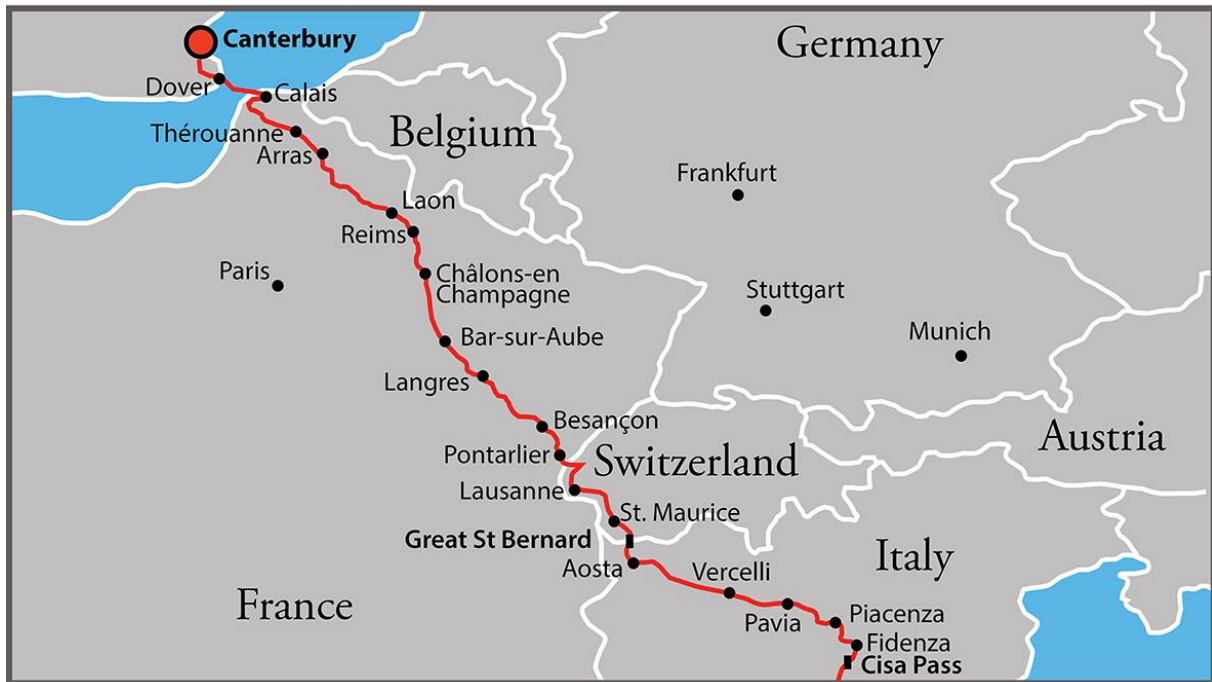 Canterbury
Germany
Dover
Calais
Thérouanne
Belgium
Arras
Frankfurt
Laon
Reims
Paris
Châlons-en
Champagne
Stuttgart
Bar-sur-Aube
Munich
Langres
Besançon
Austria
Pontarlier
Switzerland
Lausanne
St. Maurice
Great St Bernard
Italy
Aosta
Vercelli
France
Pavia
Piacenza
Fidenza
Cisa Pass